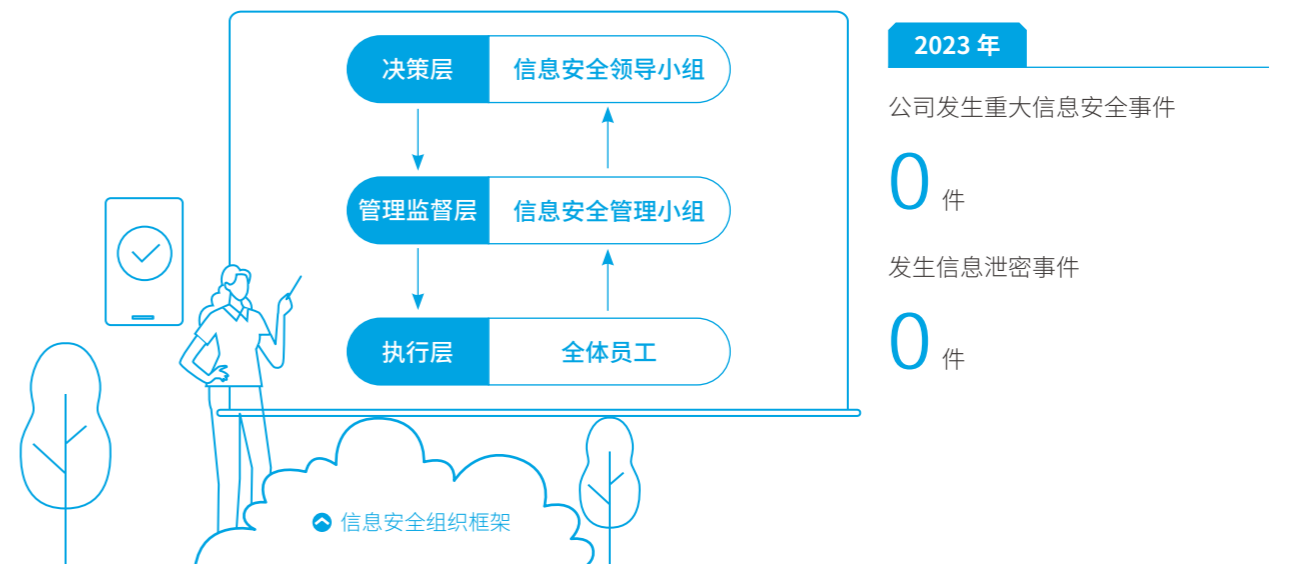 决策层 信息安全领导小组
管理监督层 信息安全管理小组
执行层 全体员工
信息安全组织框架
2023 年
公司发生重大信息安全事件
0 件
发生信息泄密事件
0 件